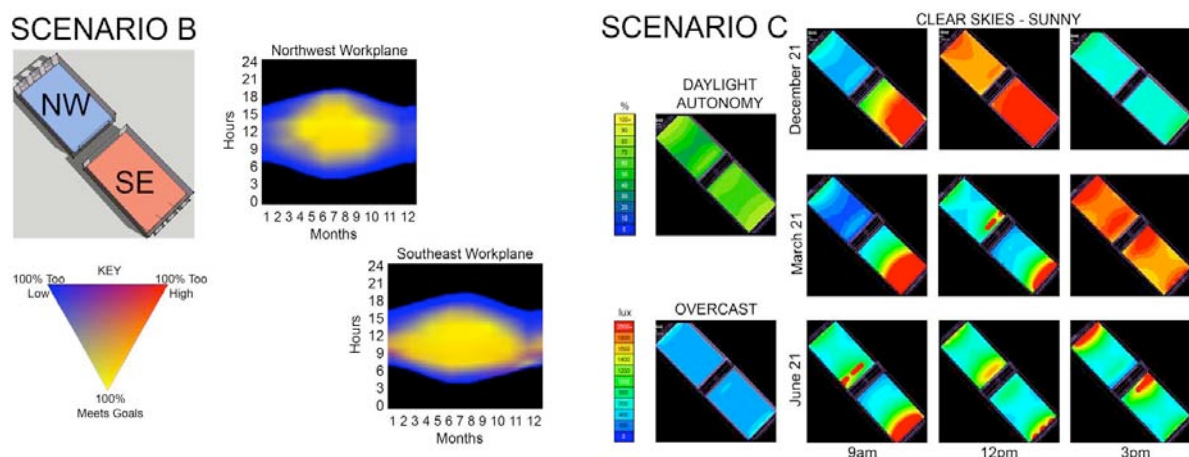 SCENARIO B
NW
SE
KEY
100% Too
Low
100% Too
High
100%
Meets Goals
Northwest Workplane
Hours
24
21
18
15
12
9
6
3
0
1 2 3 4 5 6 7 8 9 10 11 12
Months
Southeast Workplane
Hours
24
21
18
15
12
9
6
3
0
1 2 3 4 5 6 7 8 9 10 11 12
Months
SCENARIO C
DAYLIGHT
AUTONOMY
%
OVERCAST
lux
CLEAR SKIES - SUNNY
December 21
March 21
June 21
9am
12pm
3pm